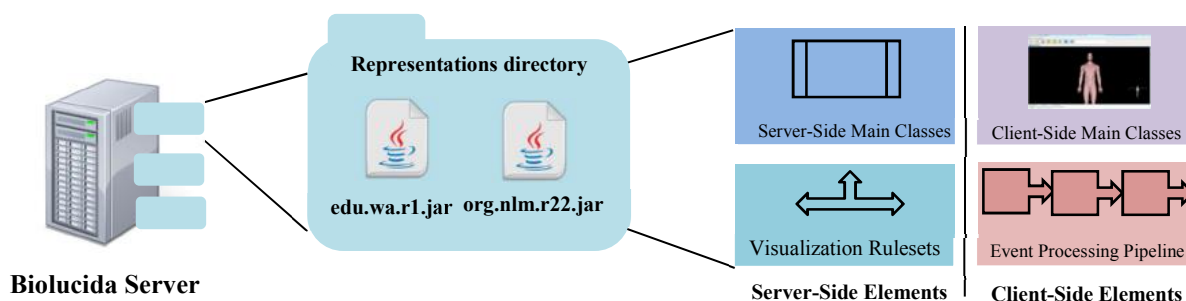 Representations directory
edu.wa.r1.jar
org.nlm.r22.jar
Biolucida Server
Server-Side Main Classes
Client-Side Main Classes
Visualization Rulesets
Event Processing Pipeline
Server-Side Elements
Client-Side Elements